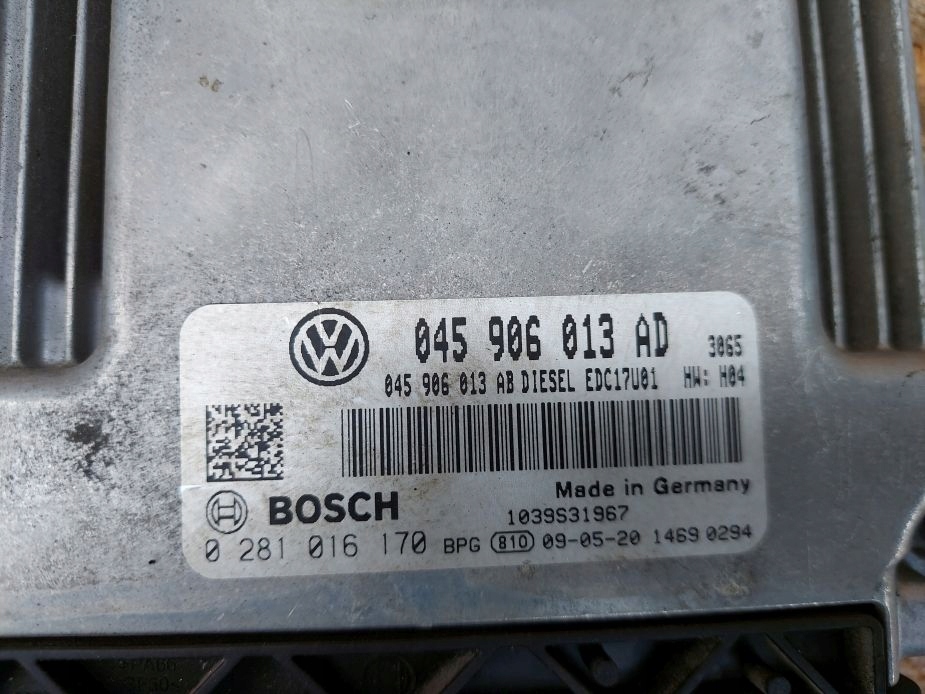 045 906 013 AD 3065
045 906 013 AB DIESEL EDC17U01 HW: H04
Made in Germany
BOSCH 1039S31967
0 281 016 170 BPG 810 09-05-20 1469 0294